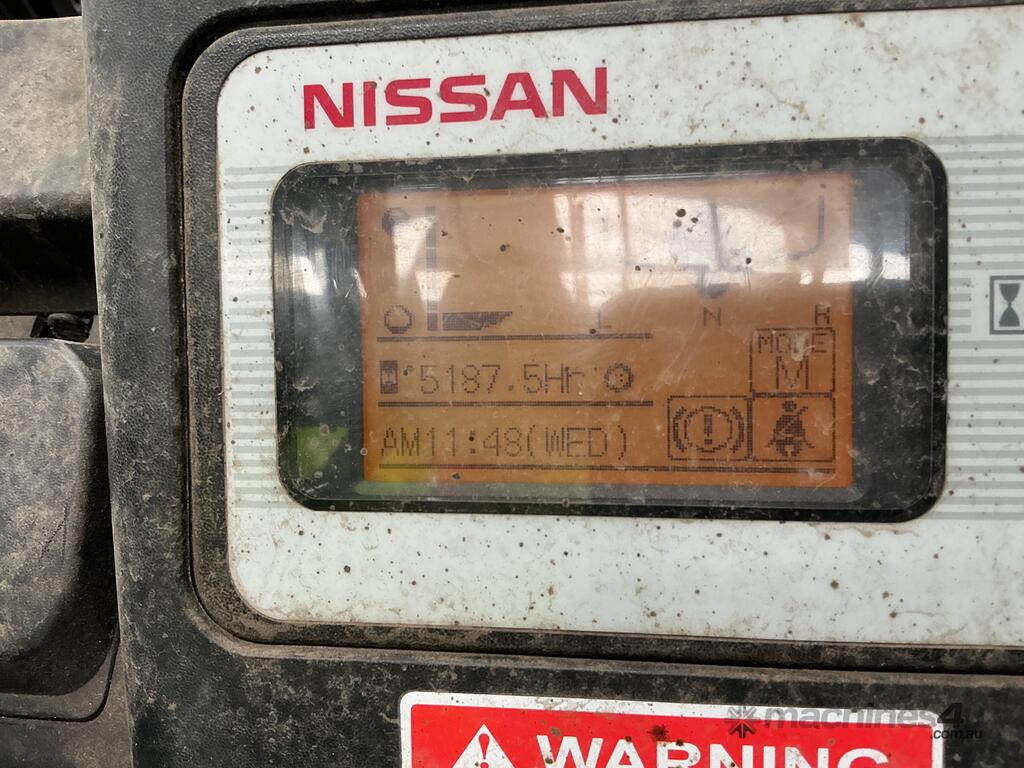 NISSAN
L N R
MODE
M
5187.5Hr
AM11:48(WED)
WARNING
machines4u
.com.au